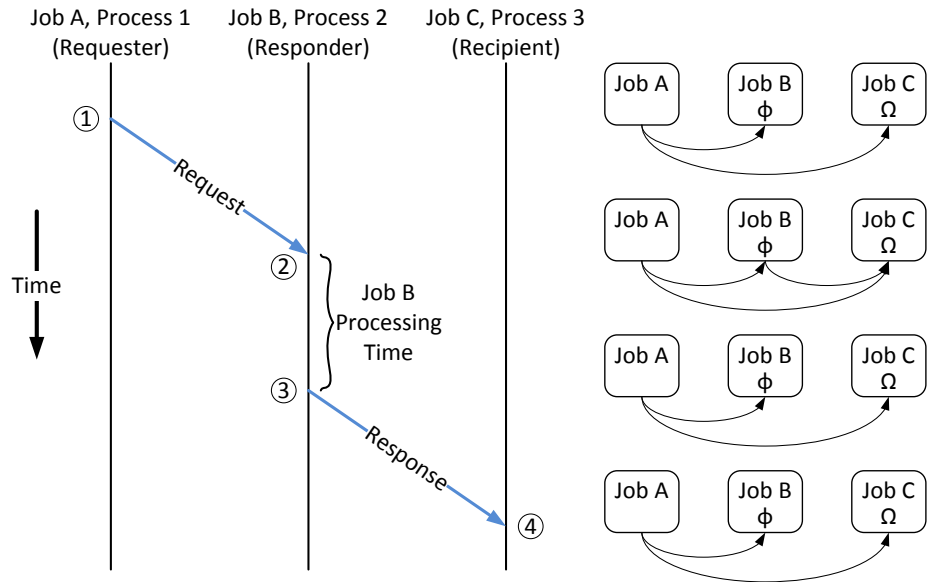 Job A, Process 1
(Requester)
Job B, Process 2
(Responder)
Job C, Process 3
(Recipient)
①
Request
②
Time
Job B
Processing
Time
③
Response
④
Job A
Job B
ϕ
Job C
Ω
Job A
Job B
ϕ
Job C
Ω
Job A
Job B
ϕ
Job C
Ω
Job A
Job B
ϕ
Job C
Ω